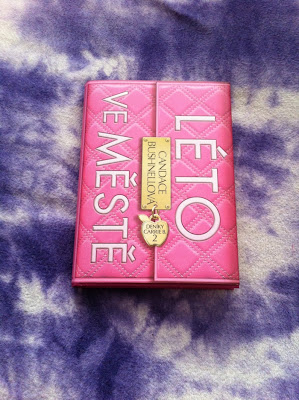 LÉTO
VE MĚSTĚ
CANDACE
BUSHNELLOVÁ
DENÍKY
CARRIE
2